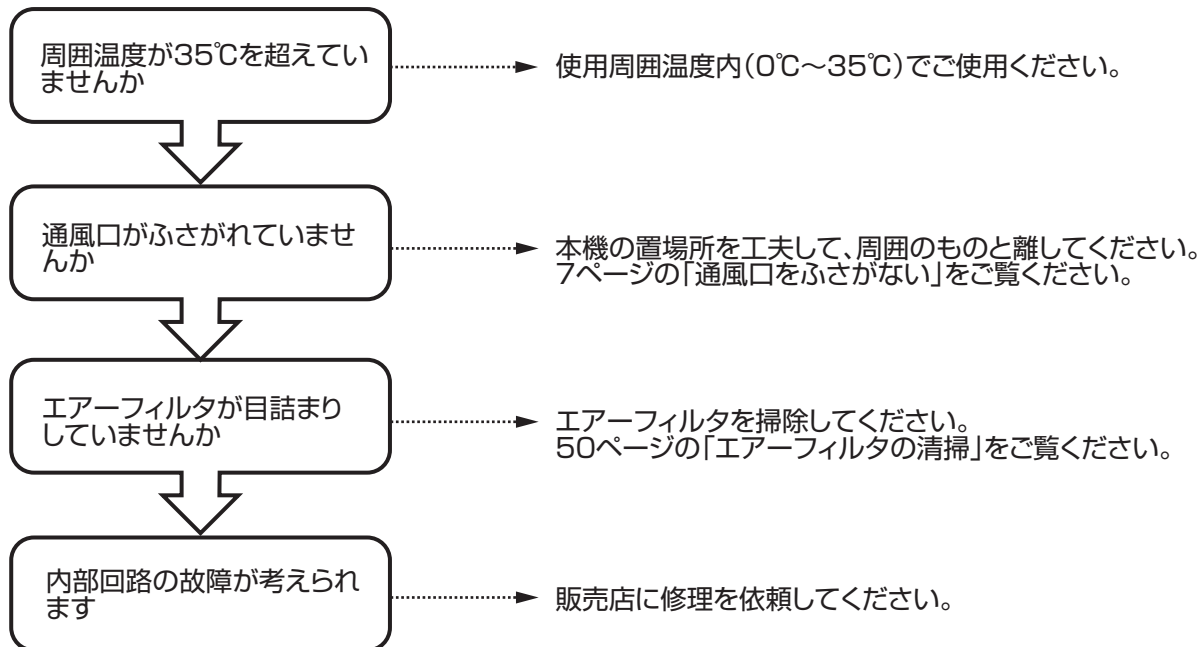 周囲温度が35℃を超えてい
ませんか
使用周囲温度内（0℃～35℃）でご使用ください。
通風口がふさがれていませ
んか
本機の置場所を工夫して、周囲のものと離してください。
7ページの「通風口をふさがない」をご覧ください。
エアーフィルタが目詰まり
していませんか
エアーフィルタを掃除してください。
50ページの「エアーフィルタの清掃」をご覧ください。
内部回路の故障が考えられ
ます
販売店に修理を依頼してください。